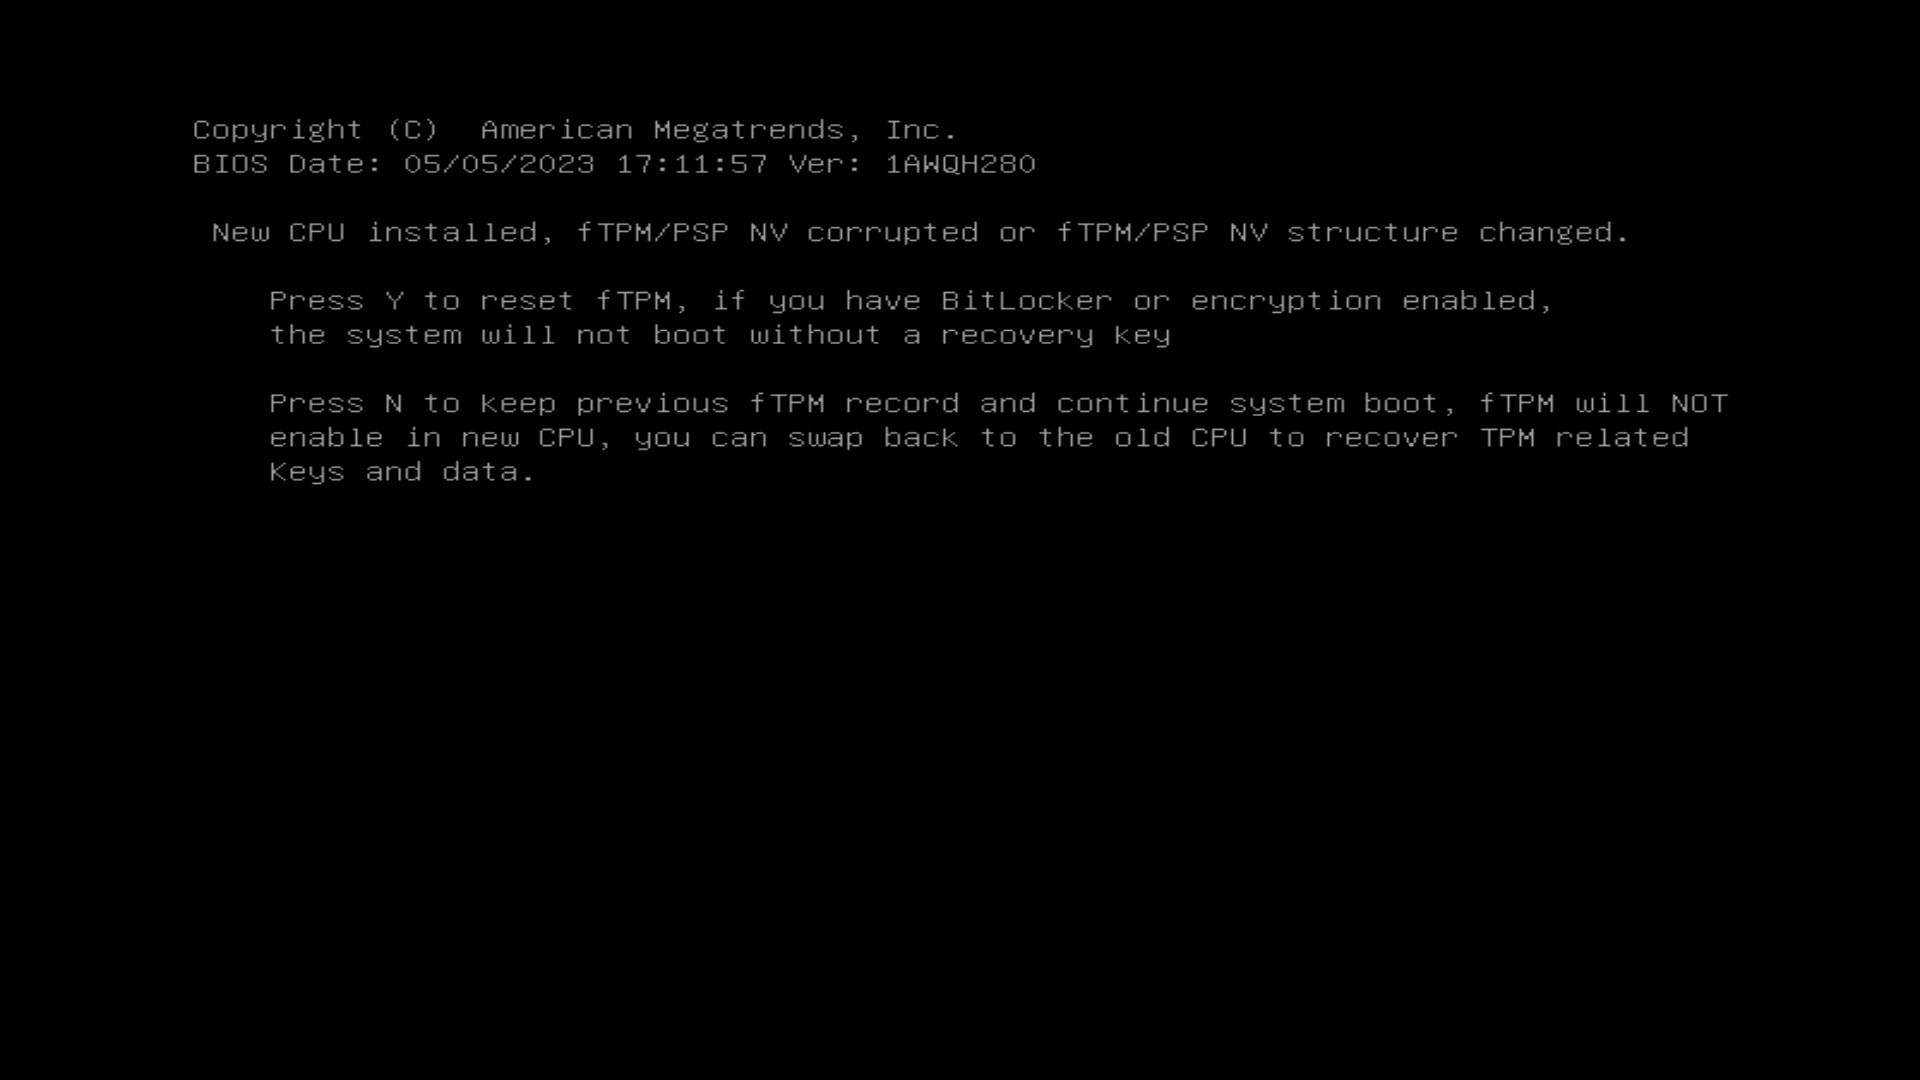 Copyright (C)  American Megatrends, Inc.
BIOS Date: 05/05/2023 17:11:57 Ver: 1AWQH280
New CPU installed, fTPM/PSP NV corrupted or fTPM/PSP NV structure changed.
Press Y to reset fTPM, if you have BitLocker or encryption enabled,
the system will not boot without a recovery key
Press N to keep previous fTPM record and continue system boot, fTPM will NOT
enable in new CPU, you can swap back to the old CPU to recover TPM related
Keys and data.